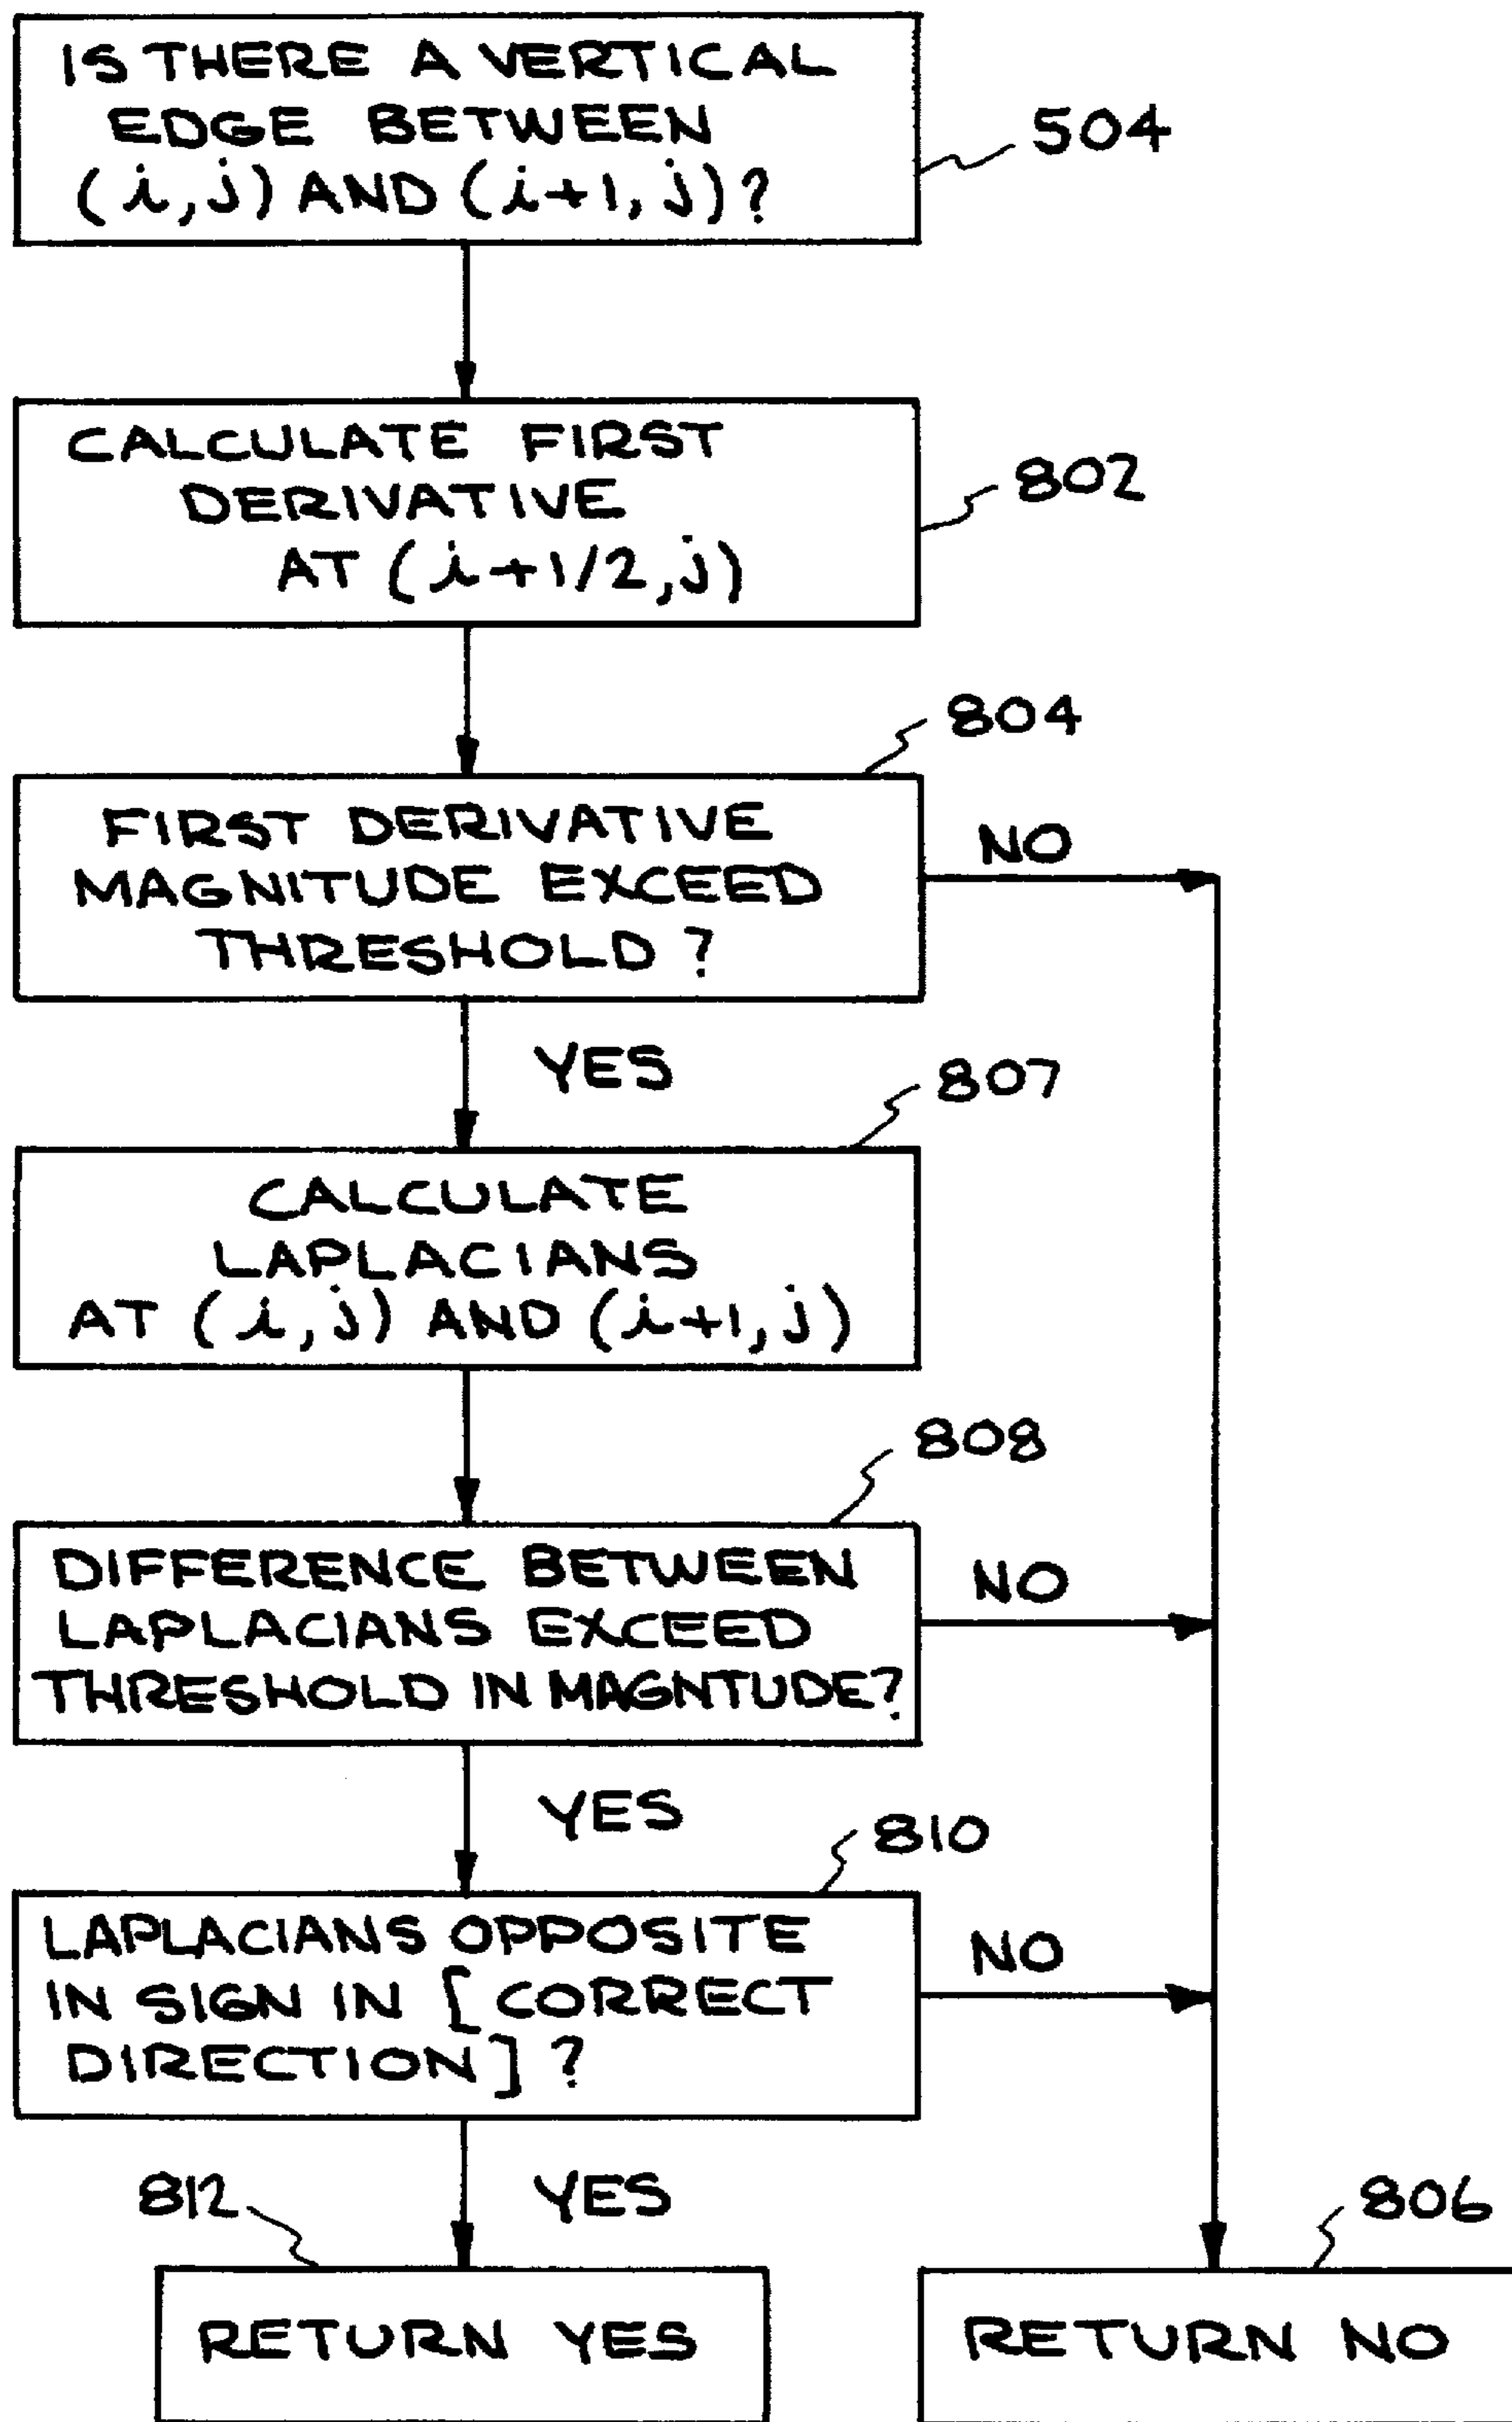 IS THERE A VERTICAL
EDGE BETWEEN
(i,j) AND (i+1,j)?
504
CALCULATE FIRST
DERIVATIVE
AT (i+1/2,j)
802
804
FIRST DERIVATIVE
MAGNITUDE EXCEED
THRESHOLD?
NO
YES
807
CALCULATE
LAPLACIANS
AT (i,j) AND (i+1,j)
808
DIFFERENCE BETWEEN
LAPLACIANS EXCEED
THRESHOLD IN MAGNTUDE?
NO
YES
810
LAPLACIANS OPPOSITE
IN SIGN IN [CORRECT
DIRECTION]?
NO
YES
812
806
RETURN YES
RETURN NO